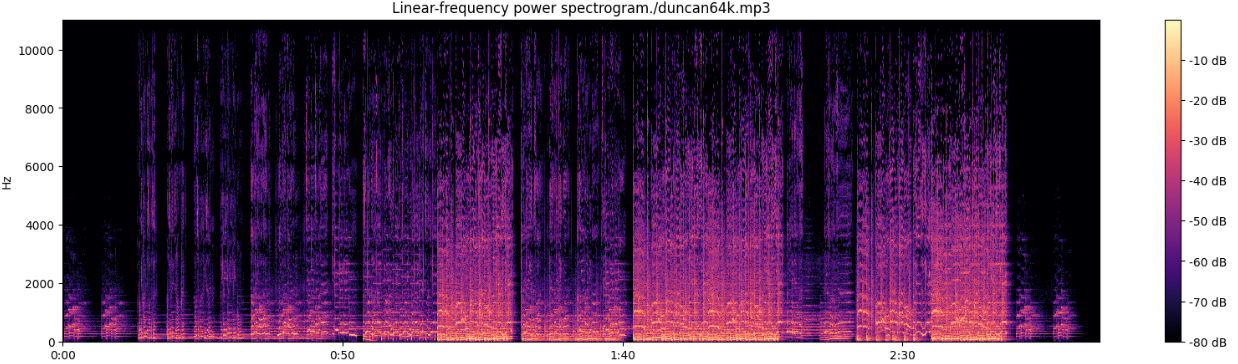 Linear-frequency power spectrogram./duncan64k.mp3
10000
8000
6000
4000
2000
0
Hz
0:00
0:50
1:40
2:30
-10 dB
-20 dB
-30 dB
-40 dB
-50 dB
-60 dB
-70 dB
-80 dB